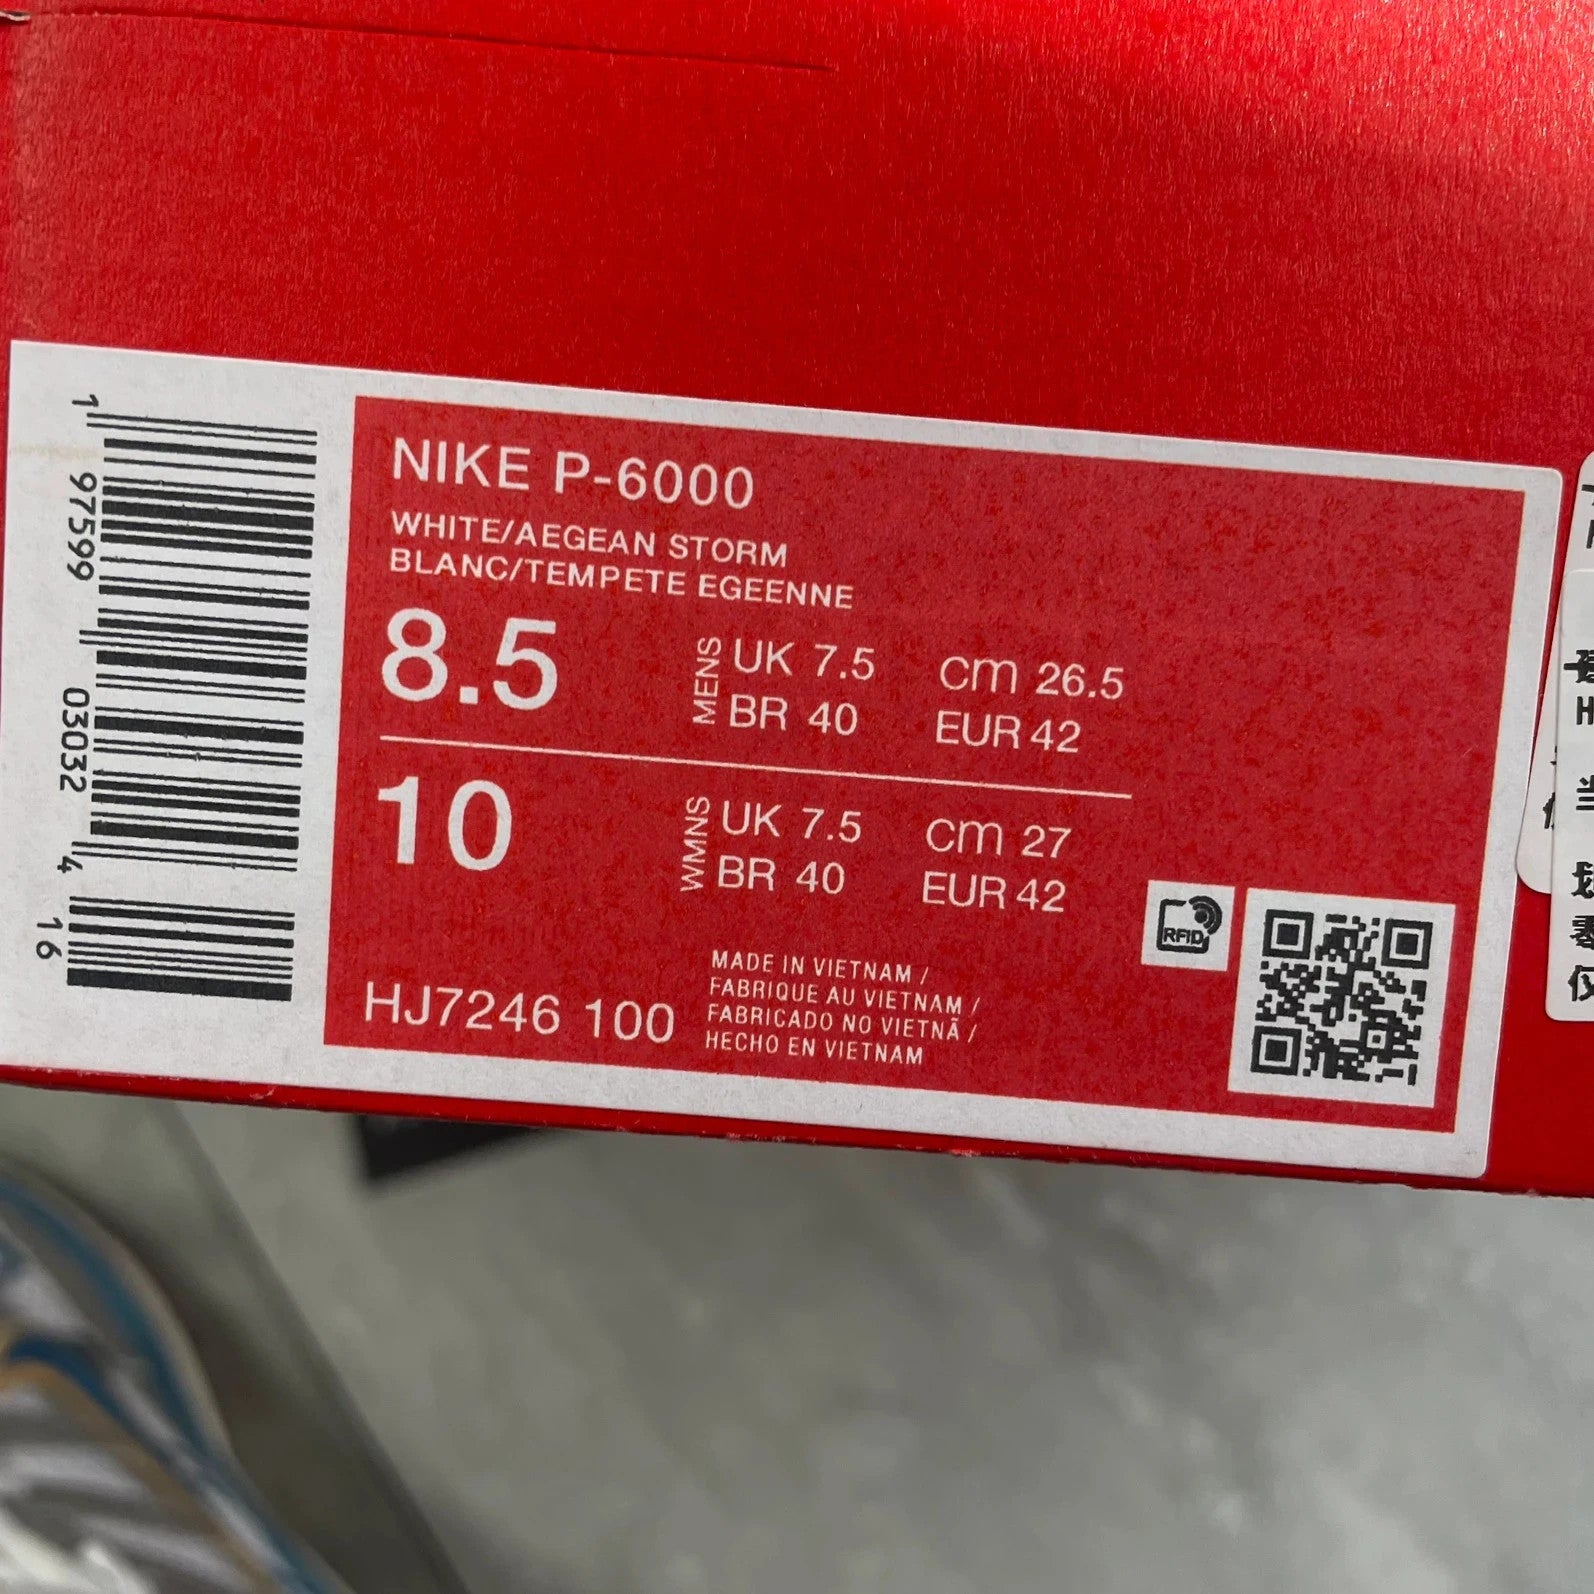 NIKE P-6000
WHITE/AEGEAN STORM
BLANC/TEMPETE EGEENNE
8.5
MENS
UK 7.5 cm 26.5
BR 40 EUR 42
10
WMNS
UK 7.5 cm 27
BR 40 EUR 42
HJ7246 100
MADE IN VIETNAM /
FABRIQUE AU VIETNAM /
FABRICADO NO VIETNÃ /
HECHO EN VIETNAM
RFID
1 97599 03032 4 16
H
当
仅